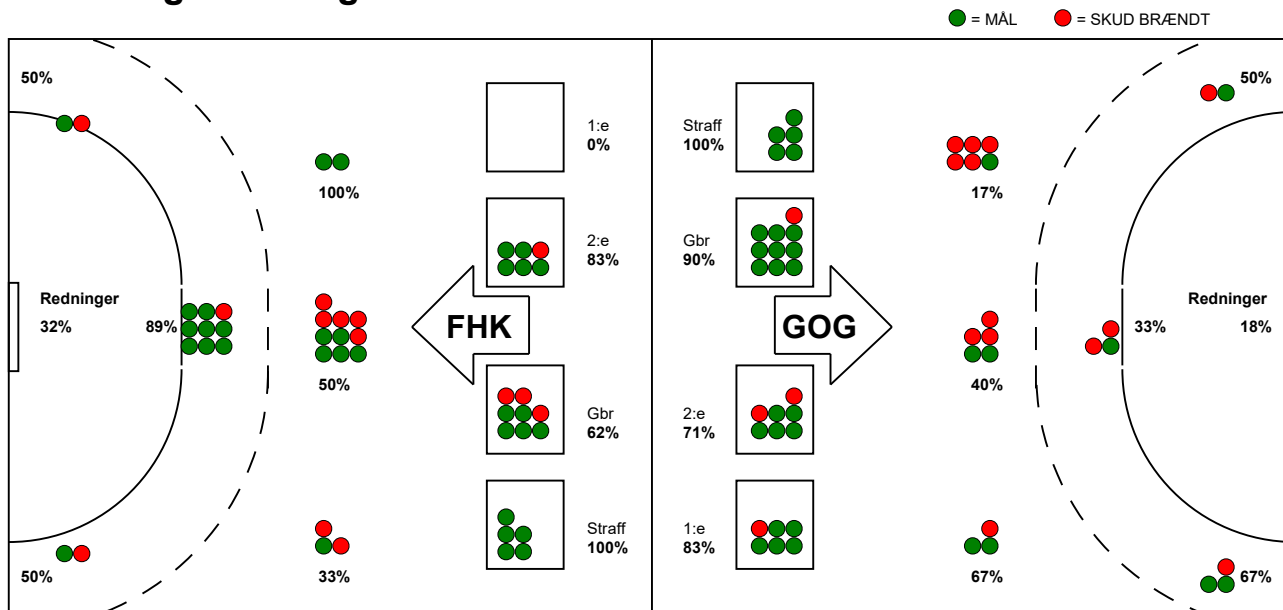 = MÅL = SKUD BRÆNDT
50% 50%
1:e Straff
0% 100%
100% 17%
2:e Gbr
83% 90%
Redninger Redninger
32% 89% FHK GOG 33% 18%
50% 40%
Gbr 2:e
62% 71%
Straff 1:e
100% 83%
50% 33% 67% 67%